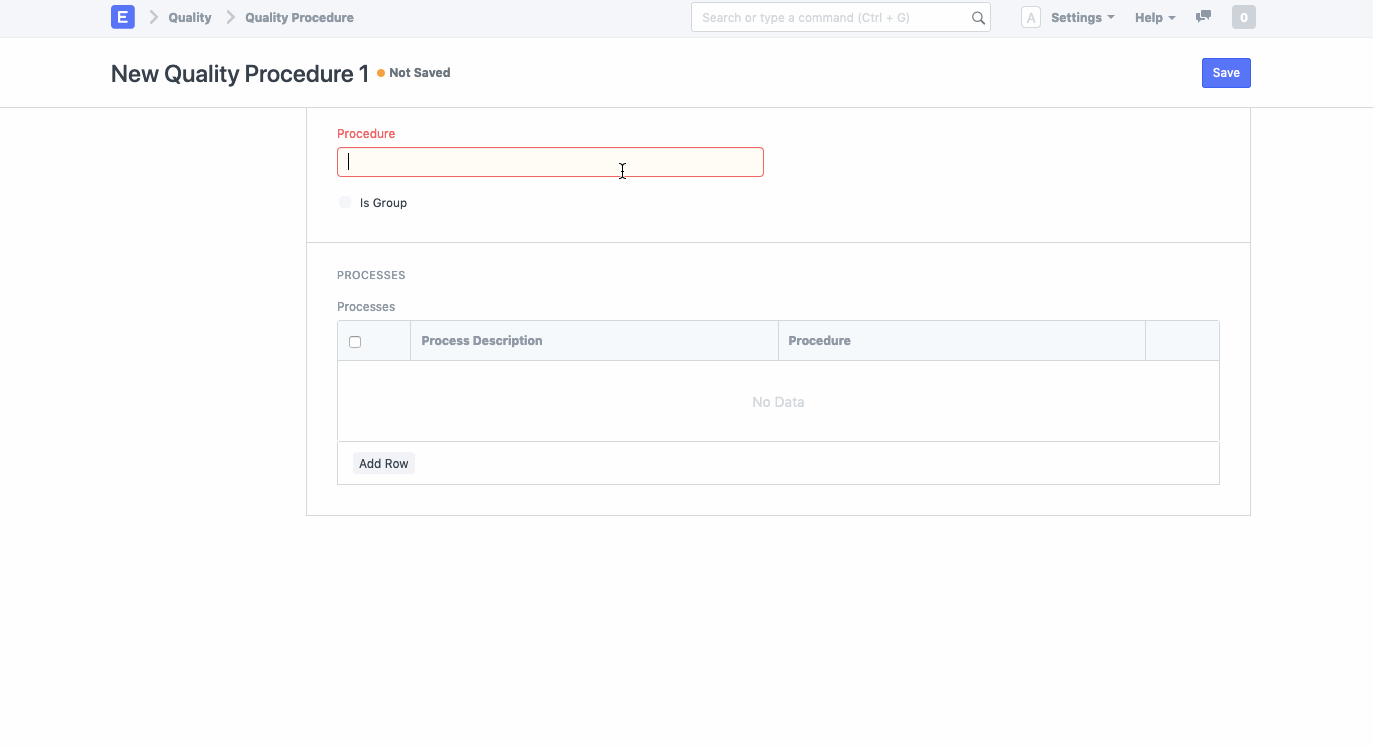 E Quality Quality Procedure Search or type a command (Ctrl + G) A Settings Help 0
New Quality Procedure 1 Not Saved Save
Procedure
Is Group
PROCESSES
Processes
Process Description Procedure
No Data
Add Row